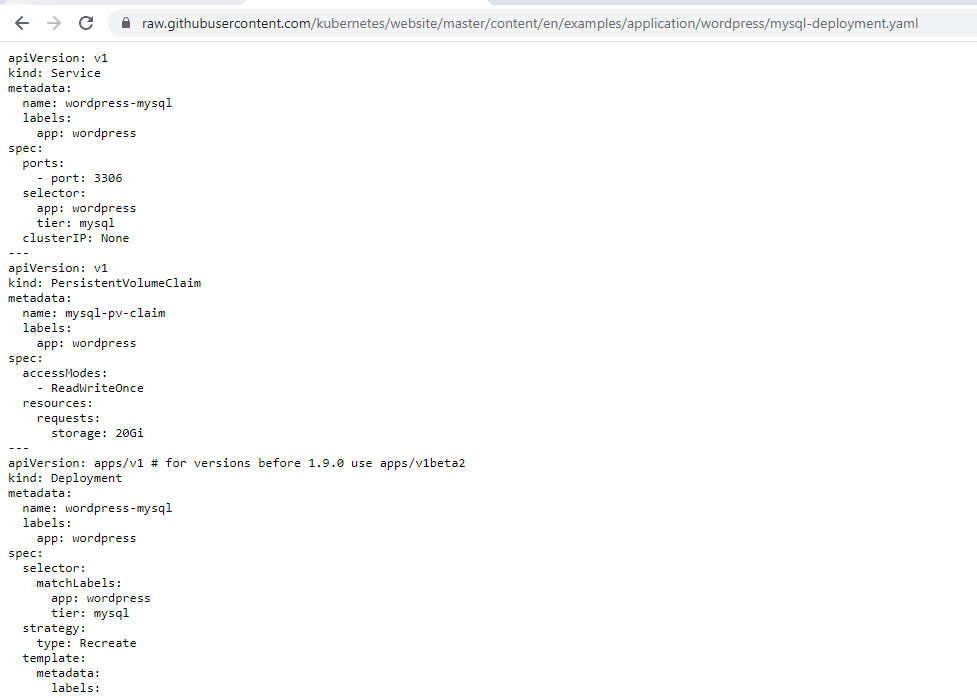 raw.githubusercontent.com/kubernetes/website/master/content/en/examples/application/wordpress/mysql-deployment.yaml
apiVersion: v1
kind: Service
metadata:
  name: wordpress-mysql
  labels:
    app: wordpress
spec:
  ports:
    - port: 3306
  selector:
    app: wordpress
    tier: mysql
  clusterIP: None
---
apiVersion: v1
kind: PersistentVolumeClaim
metadata:
  name: mysql-pv-claim
  labels:
    app: wordpress
spec:
  accessModes:
    - ReadWriteOnce
  resources:
    requests:
      storage: 20Gi
---
apiVersion: apps/v1 # for versions before 1.9.0 use apps/v1beta2
kind: Deployment
metadata:
  name: wordpress-mysql
  labels:
    app: wordpress
spec:
  selector:
    matchLabels:
      app: wordpress
      tier: mysql
  strategy:
    type: Recreate
  template:
    metadata:
      labels: